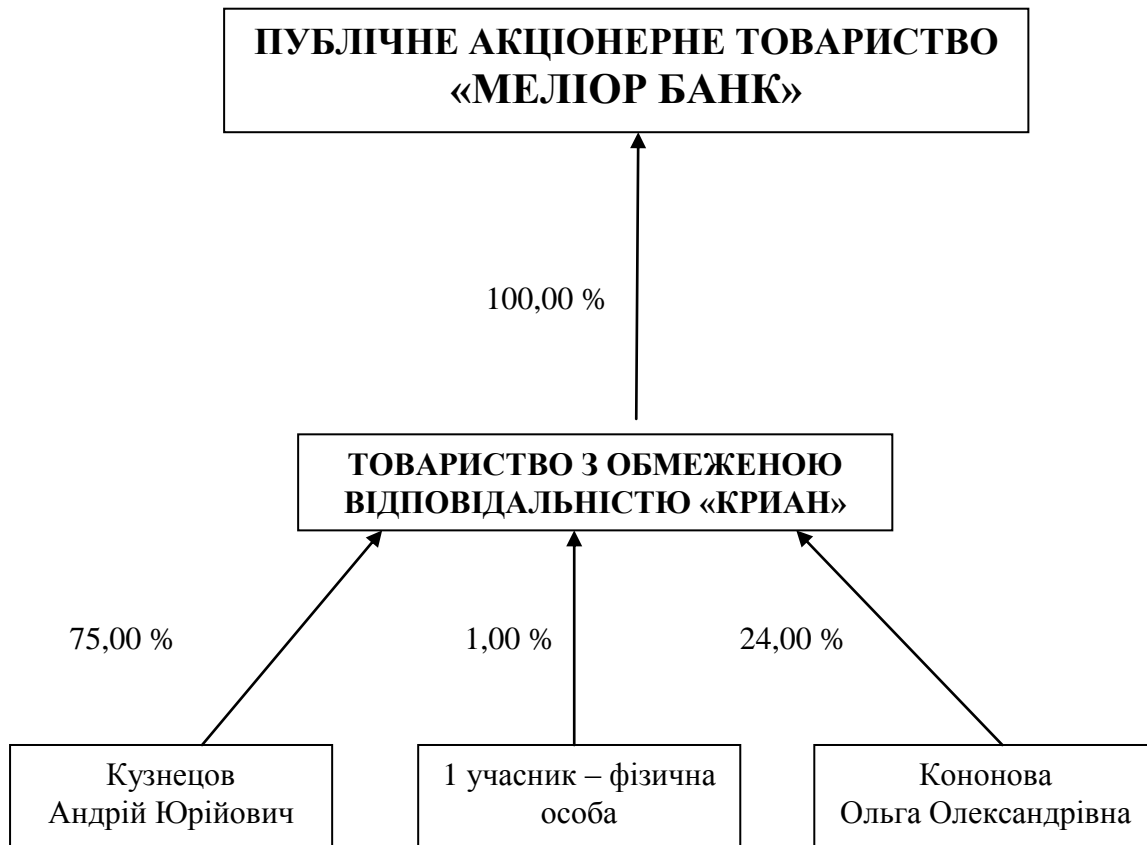 ПУБЛІЧНЕ АКЦІОНЕРНЕ ТОВАРИСТВО
«МЕЛІОР БАНК»
100,00 %
ТОВАРИСТВО З ОБМЕЖЕНОЮ
ВІДПОВІДАЛЬНІСТЮ «КРИАН»
75,00 %
1,00 %
24,00 %
Кузнецов
Андрій Юрійович
1 учасник – фізична
особа
Кононова
Ольга Олександрівна